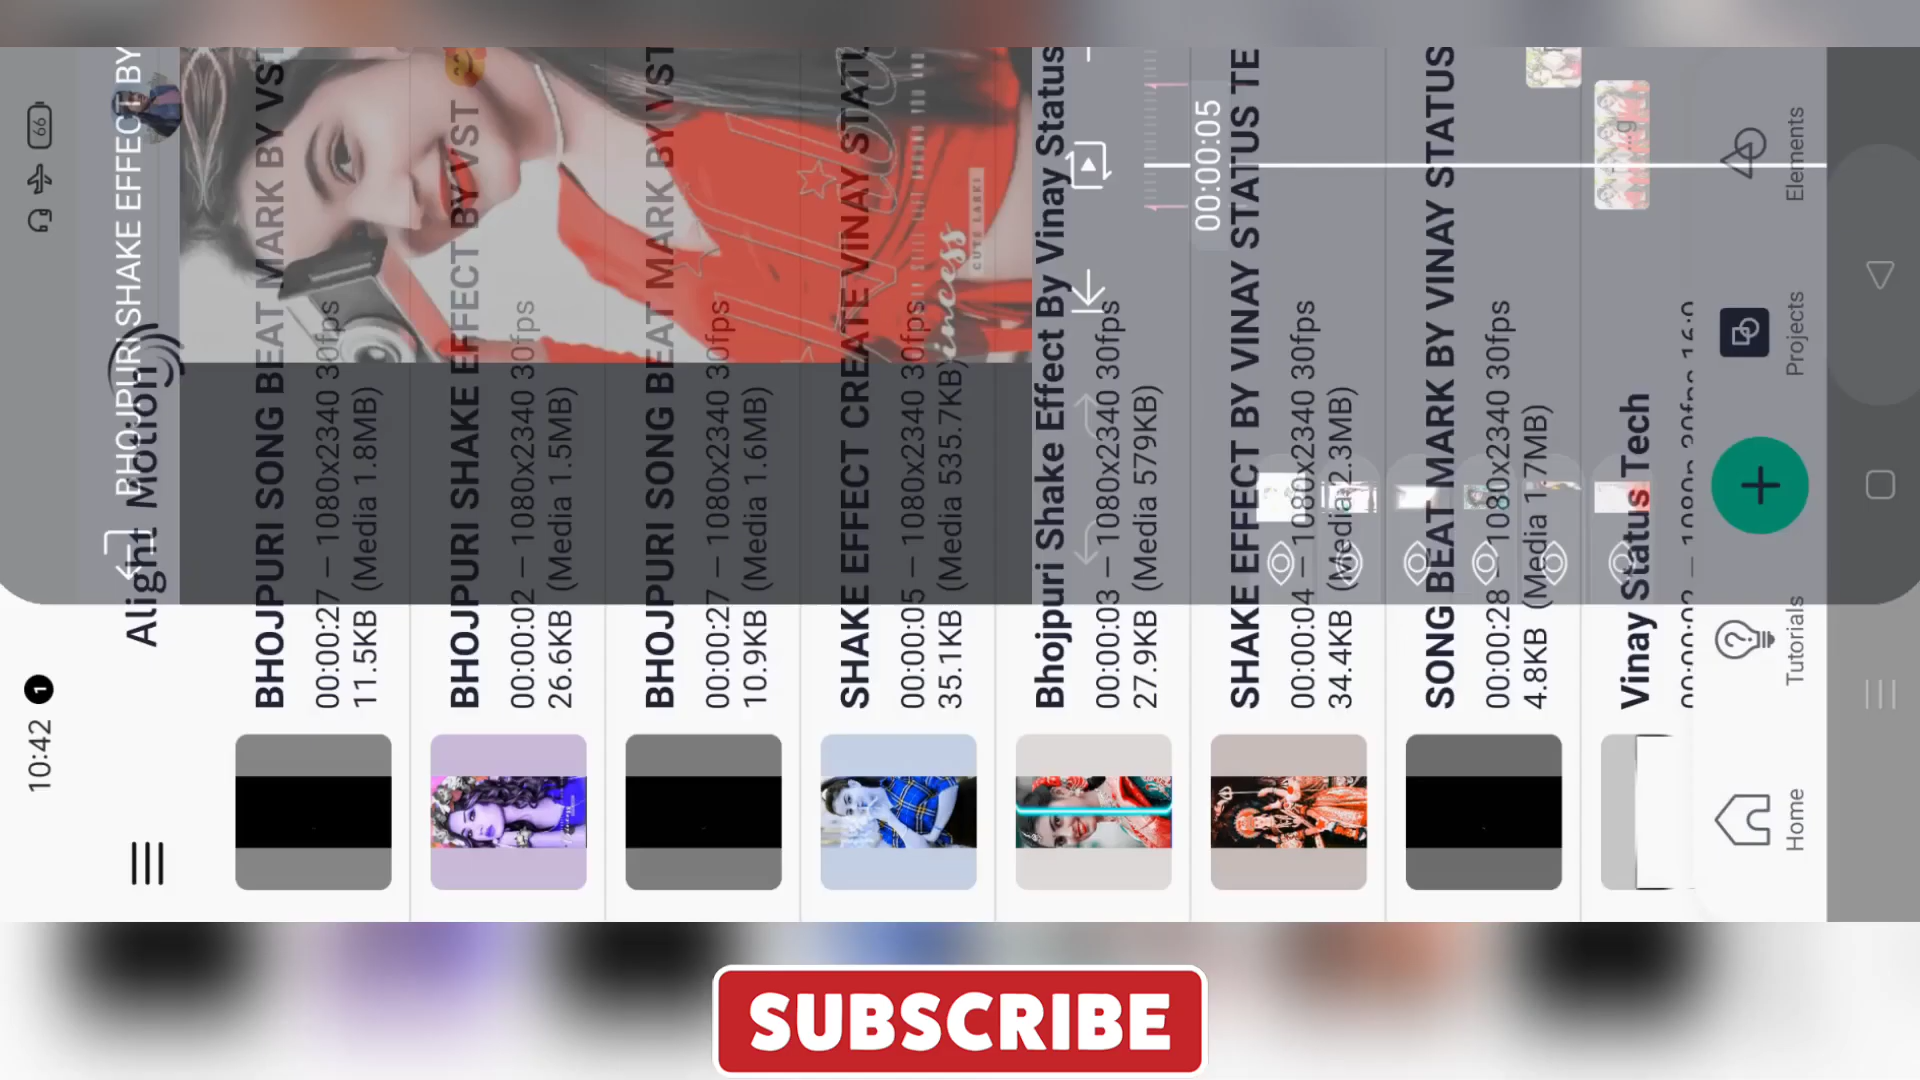 10:42
1
66
Alight Motion
BHOJPURI SHAKE EFFECT BY
BHOJPURI SONG BEAT MARK BY VST
00:00:27 – 1080x2340 30fps
11.5KB (Media 1.8MB)
BHOJPURI SHAKE EFFECT BY VST
00:00:02 – 1080x2340 30fps
26.6KB (Media 1.5MB)
BHOJPURI SONG BEAT MARK BY VST
00:00:27 – 1080x2340 30fps
10.9KB (Media 1.6MB)
SHAKE EFFECT CREATE VINAY STATU
00:00:05 – 1080x2340 30fps
35.1KB (Media 535.7KB)
Bhojpuri Shake Effect By Vinay Status
00:00:03 – 1080x2340 30fps
27.9KB (Media 579KB)
SHAKE EFFECT BY VINAY STATUS TE
00:00:04 – 1080x2340 30fps
34.4KB (Media 2.3MB)
SONG BEAT MARK BY VINAY STATUS
00:00:28 – 1080x2340 30fps
4.8KB (Media 1.7MB)
Vinay Status Tech
00:00:05
CUTE LARKI
Home
Tutorials
Projects
Elements
SUBSCRIBE